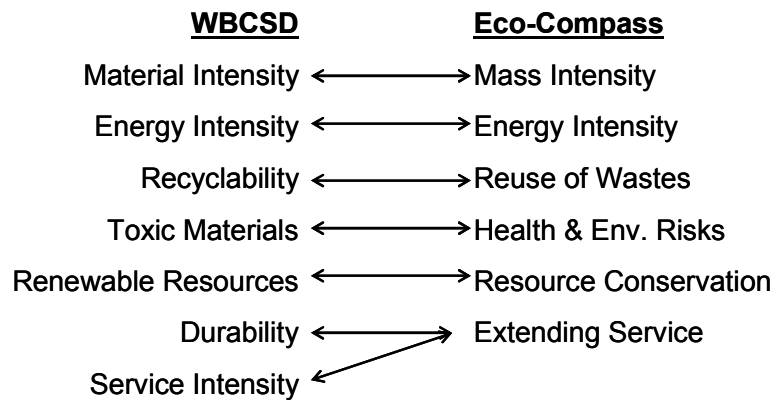 WBCSD Eco-Compass
Material Intensity Mass Intensity
Energy Intensity Energy Intensity
Recyclability Reuse of Wastes
Toxic Materials Health & Env. Risks
Renewable Resources Resource Conservation
Durability Extending Service
Service Intensity